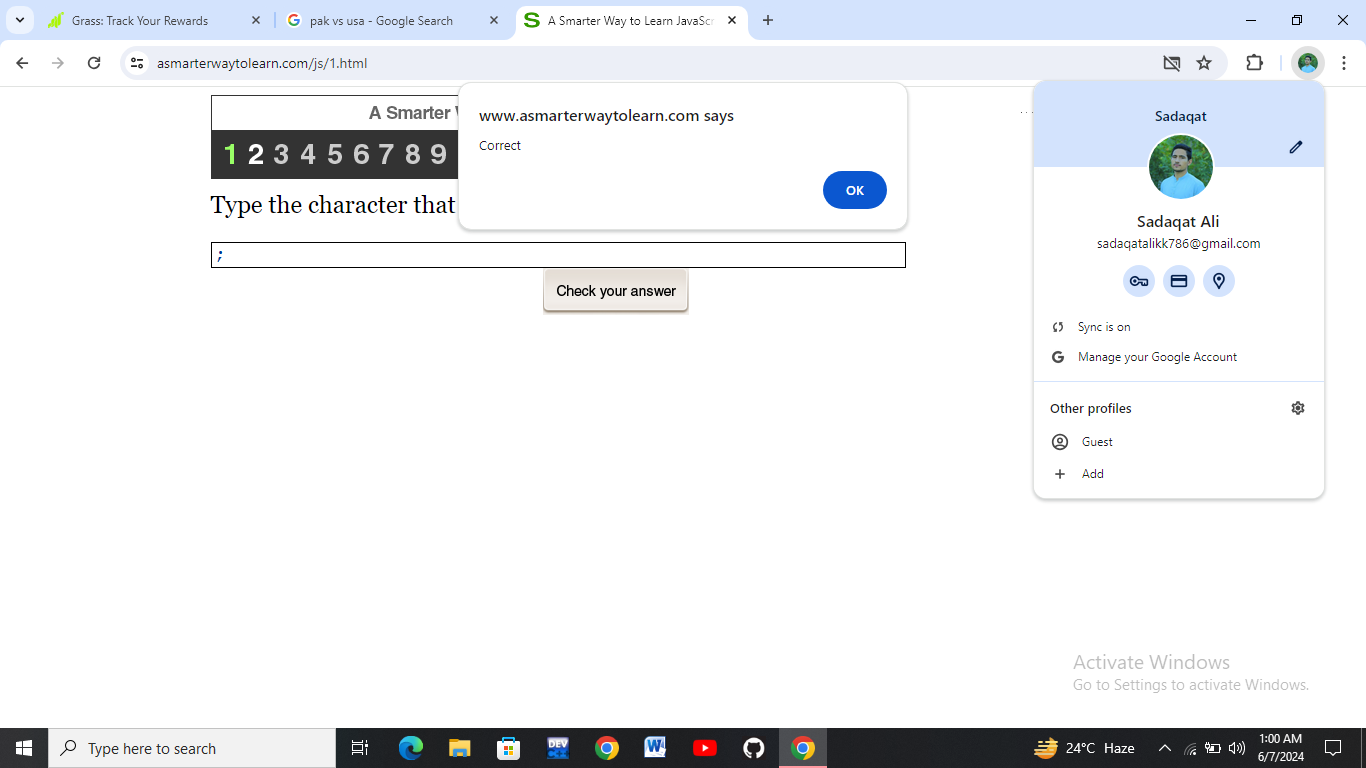 Grass: Track Your Rewards
pak vs usa - Google Search
A Smarter Way to Learn JavaScr
asmarterwaytolearn.com/js/1.html
A Smarter
1 2 3 4 5 6 7 8 9
Type the character that
;
Check your answer
www.asmarterwaytolearn.com says
Correct
OK
Sadaqat
Sadaqat Ali
sadaqatalikk786@gmail.com
Sync is on
Manage your Google Account
Other profiles
Guest
Add
Activate Windows
Go to Settings to activate Windows.
Type here to search
DEV
24°C Haze
1:00 AM
6/7/2024